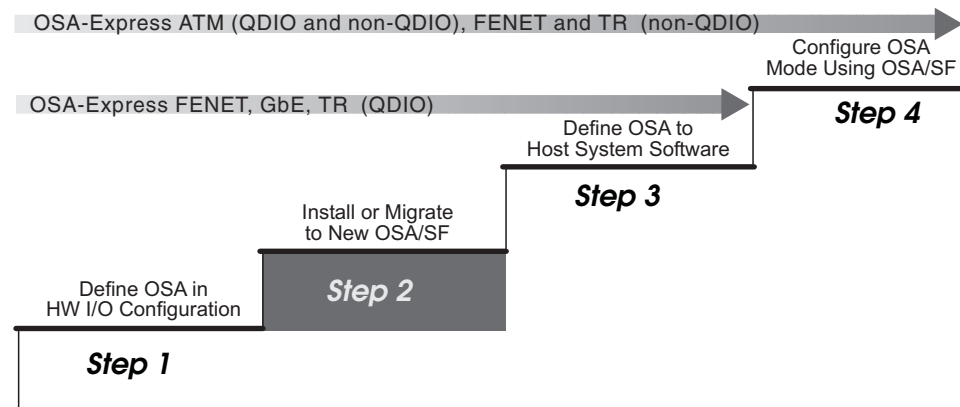 OSA-Express ATM (QDIO and non-QDIO), FENET and TR (non-QDIO)
Configure OSA
Mode Using OSA/SF
Step 4
OSA-Express FENET, GbE, TR (QDIO)
Define OSA to
Host System Software
Step 3
Install or Migrate
to New OSA/SF
Step 2
Define OSA in
HW I/O Configuration
Step 1